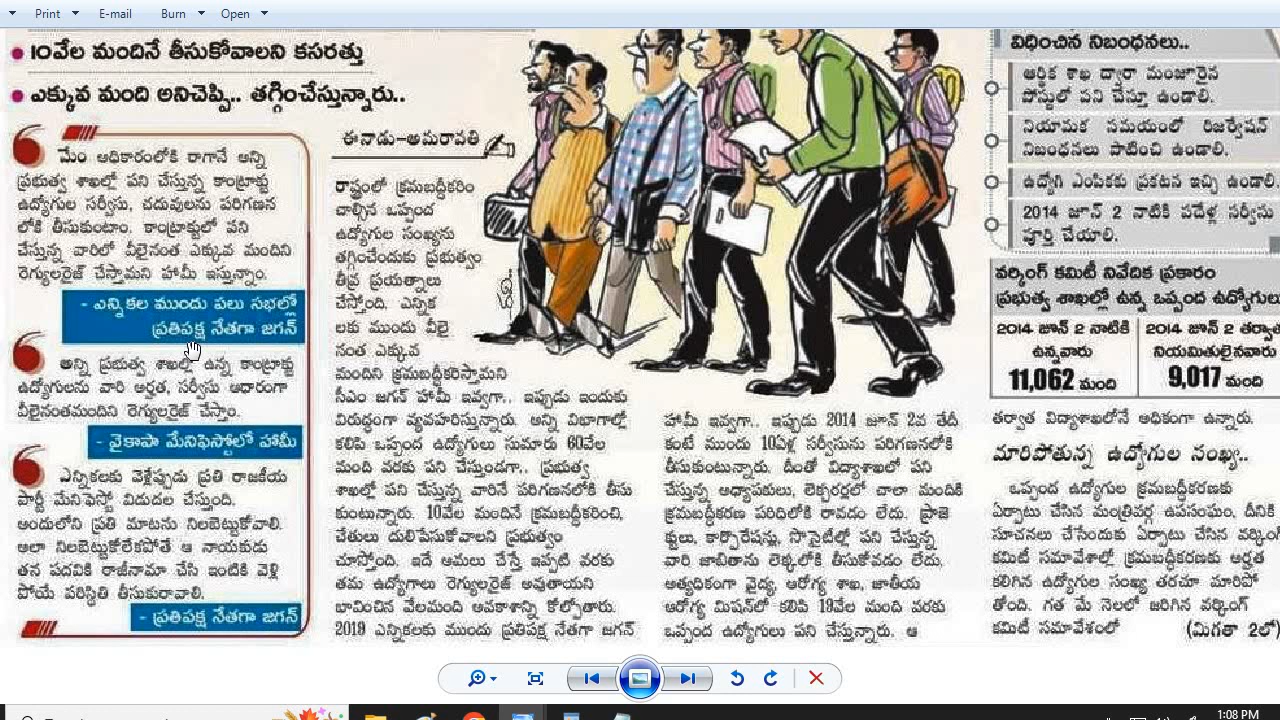 Print E-mail Burn Open
• 10వేల మందినే తీసుకోవాలని కసరత్తు
• ఎక్కువ మంది అనిచెప్పి.. తగ్గించేస్తున్నారు..
మేం అధికారంలోకి రాగానే అన్ని
ప్రభుత్వ శాఖల్లో పని చేస్తున్న కాంట్రాక్టు
ఉద్యోగుల సర్వీసు, చదువులను పరిగణన
లోకి తీసుకుంటాం. కాంట్రాక్టులో పని
చేస్తున్న వారిలో వీలైనంత ఎక్కువ మందిని
రెగ్యులరైజ్ చేస్తామని హామీ ఇస్తున్నాం.
- ఎన్నికల ముందు పలు సభల్లో
ప్రతిపక్ష నేతగా జగన్
అన్ని ప్రభుత్వ శాఖల్లో ఉన్న కాంట్రాక్టు
ఉద్యోగులను వారి అర్హత, సర్వీసు ఆధారంగా
వీలైనంతమందిని రెగ్యులరైజ్ చేస్తాం.
- వైకాపా మేనిఫెస్టోలో హామీ
ఎన్నికలకు వెళ్లేప్పుడు ప్రతి రాజకీయ
పార్టీ మేనిఫెస్టో విడుదల చేస్తుంది.
అందులోని ప్రతి మాటను నిలబెట్టుకోవాలి.
అలా నిలబెట్టుకోలేకపోతే ఆ నాయకుడు
తన పదవికి రాజీనామా చేసి ఇంటికి వెళ్లి
పోయే పరిస్థితి తీసుకురావాలి.
- ప్రతిపక్ష నేతగా జగన్
ఈనాడు-అమరావతి
రాష్ట్రంలో క్రమబద్ధీకరించా
చాల్సిన ఒప్పంద
ఉద్యోగుల సంఖ్యను
తగ్గించేందుకు ప్రభుత్వం
తీవ్ర ప్రయత్నాలు
చేస్తోంది. ఎన్నిక
లకు ముందు వీలై
నంత ఎక్కువ
మందిని క్రమబద్ధీకరిస్తామని
సీఎం జగన్ హామీ ఇవ్వగా.. ఇప్పుడు ఇందుకు
విరుద్ధంగా వ్యవహరిస్తున్నారు. అన్ని విభాగాల్లో
కలిపి ఒప్పంద ఉద్యోగులు సుమారు 60వేల
మంది వరకు పని చేస్తుండగా.. ప్రభుత్వ
శాఖల్లో పని చేస్తున్న వారినే పరిగణనలోకి తీసు
కుంటున్నారు. 10వేల మందినే క్రమబద్ధీకరించి,
చేతులు దులిపేసుకోవాలని ప్రభుత్వం
చూస్తోంది. ఇదే అమలు చేస్తే ఇప్పటి వరకు
తమ ఉద్యోగాలు రెగ్యులరైజ్ అవుతాయని
భావించిన వేలమంది అవకాశాన్ని కోల్పోతారు.
2019 ఎన్నికలకు ముందు ప్రతిపక్ష నేతగా జగన్
హామీ ఇవ్వగా.. ఇప్పుడు 2014 జూన్ 2వ తేదీ
కంటే ముందు 10ఏళ్ల సర్వీసును పరిగణనలోకి
తీసుకుంటున్నారు. దీంతో విద్యాశాఖలో పని
చేస్తున్న అధ్యాపకులు, లెక్చరర్లలో చాలా మందికి
క్రమబద్ధీకరణ పరిధిలోకి రావడం లేదు. ప్రాజె
క్టులు, కార్పొరేషన్లు, సొసైటీల్లో పని చేస్తున్న
వారి జాబితాను లెక్కలోకి తీసుకోవడం లేదు.
అత్యధికంగా వైద్య, ఆరోగ్య శాఖ, జాతీయ
ఆరోగ్య మిషన్‌లో కలిపి 19వేల మంది వరకు
ఒప్పంద ఉద్యోగులు పని చేస్తున్నారు. ఆ
విధించిన నిబంధనలు..
ఆర్థిక శాఖ ద్వారా మంజూరైన
పోస్టులో పని చేస్తూ ఉండాలి.
నియామక సమయంలో రిజర్వేషన్
నిబంధనలు పాటించి ఉండాలి.
ఉద్యోగి ఎంపికకు ప్రకటన ఇచ్చి ఉండాలి.
2014 జూన్ 2 నాటికి పదేళ్ల సర్వీసు
పూర్తి చేయాలి.
వర్కింగ్ కమిటీ నివేదిక ప్రకారం
ప్రభుత్వ శాఖల్లో ఉన్న ఒప్పంద ఉద్యోగుల
2014 జూన్ 2 నాటికి
ఉన్నవారు
11,062 మంది
2014 జూన్ 2 తర్వా
నియమితులైనవారు
9,017 మంది
తర్వాత విద్యాశాఖలోనే అధికంగా ఉన్నారు.
మారిపోతున్న ఉద్యోగుల సంఖ్య..
ఒప్పంద ఉద్యోగుల క్రమబద్ధీకరణకు
ఏర్పాటు చేసిన మంత్రివర్గ ఉపసంఘం, దీనికి
సూచనలు చేసేందుకు ఏర్పాటు చేసిన వర్కింగ్
కమిటీ సమావేశాల్లో క్రమబద్ధీకరణకు అర్హత
కలిగిన ఉద్యోగుల సంఖ్య తరచూ మారిపో
తోంది. గత మే నెలలో జరిగిన వర్కింగ్
కమిటీ సమావేశంలో (మిగతా 2లో)
1:08 PM